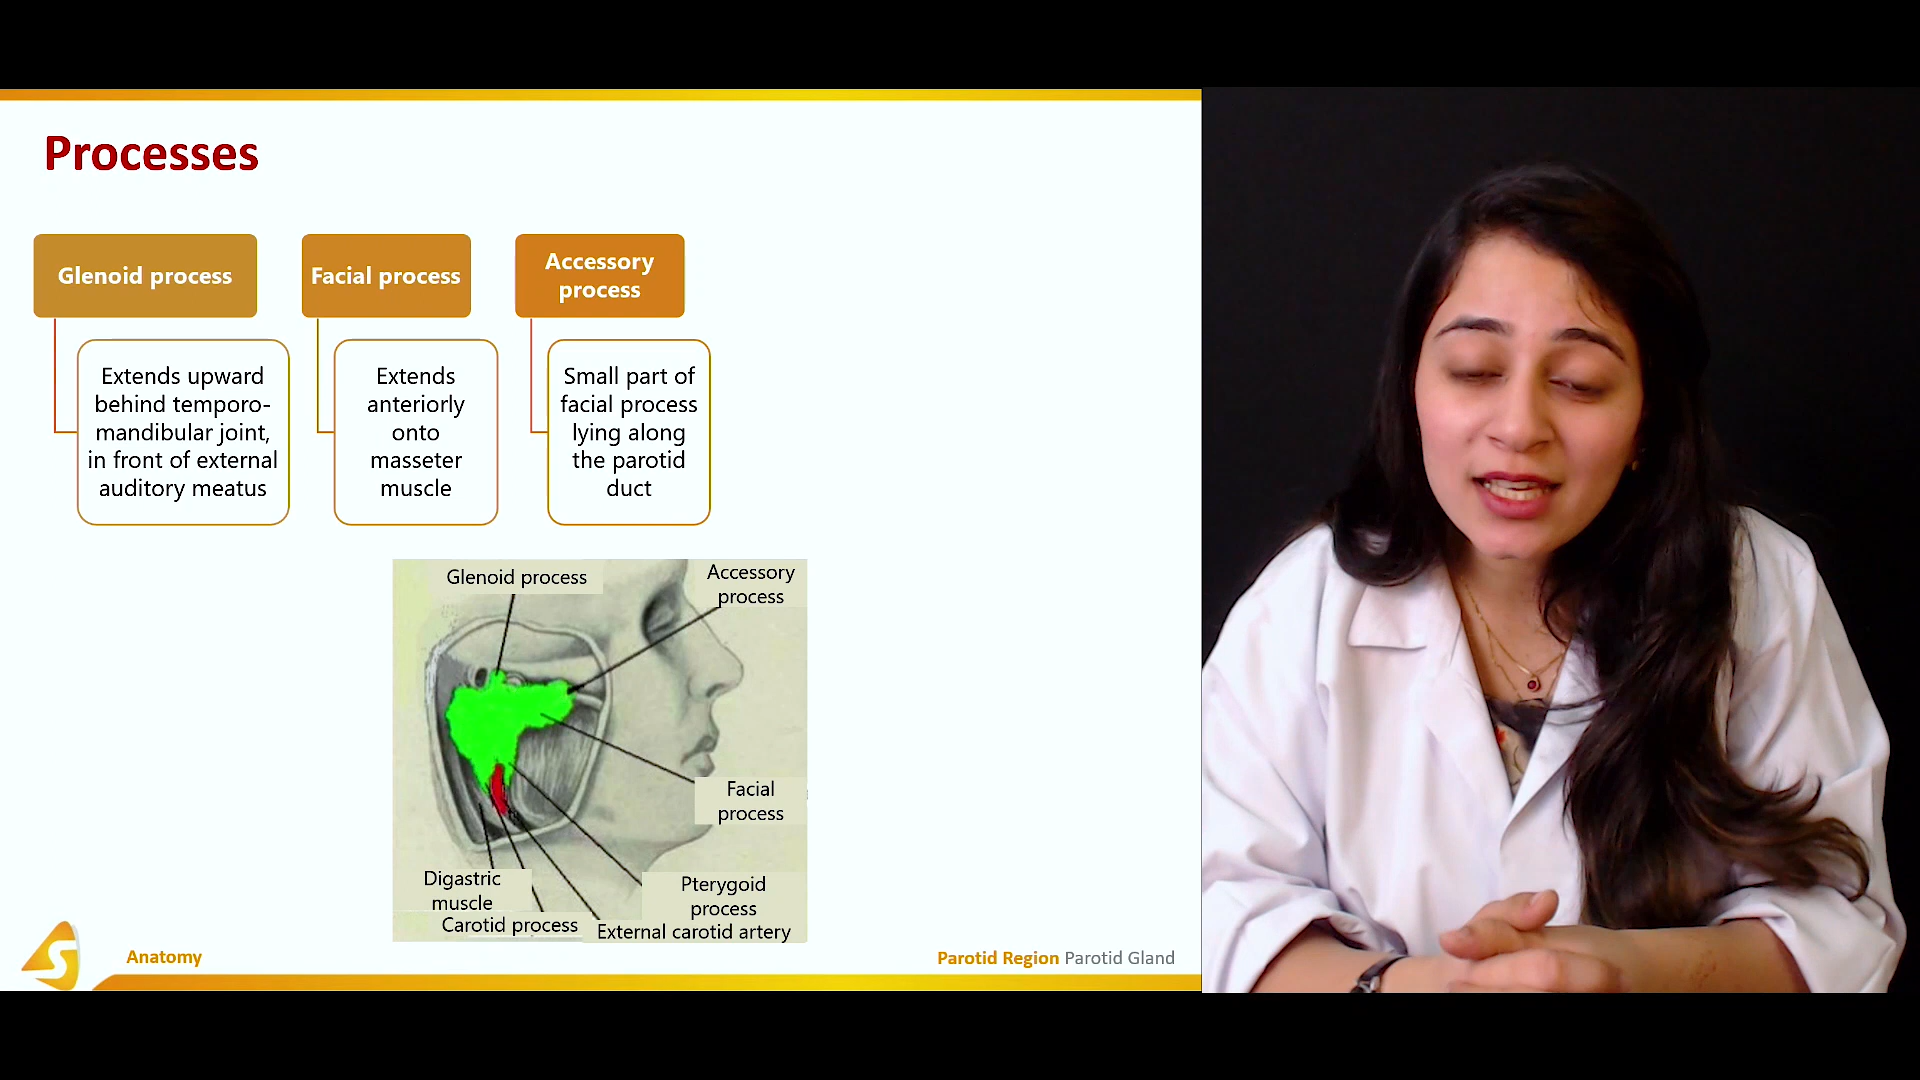 Processes
Glenoid process
Extends upward
behind temporo-
mandibular joint,
in front of external
auditory meatus
Facial process
Extends
anteriorly
onto
masseter
muscle
Accessory
process
Small part of
facial process
lying along
the parotid
duct
Glenoid process
Accessory
process
Facial
process
Digastric
muscle
Pterygoid
process
Carotid process
External carotid artery
S
Anatomy
Parotid Region Parotid Gland